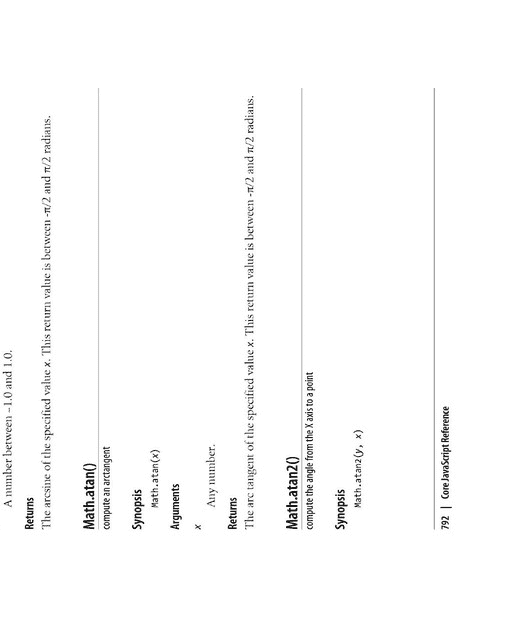 A number between −1.0 and 1.0.
Returns
The arcsine of the specified value x. This return value is between -π/2 and π/2 radians.
Math.atan()
compute an arctangent
Synopsis
Math.atan(x)
Arguments
x
Any number.
Returns
The arc tangent of the specified value x. This return value is between -π/2 and π/2 radians.
Math.atan2()
compute the angle from the X axis to a point
Synopsis
Math.atan2(y, x)
792 | Core JavaScript Reference